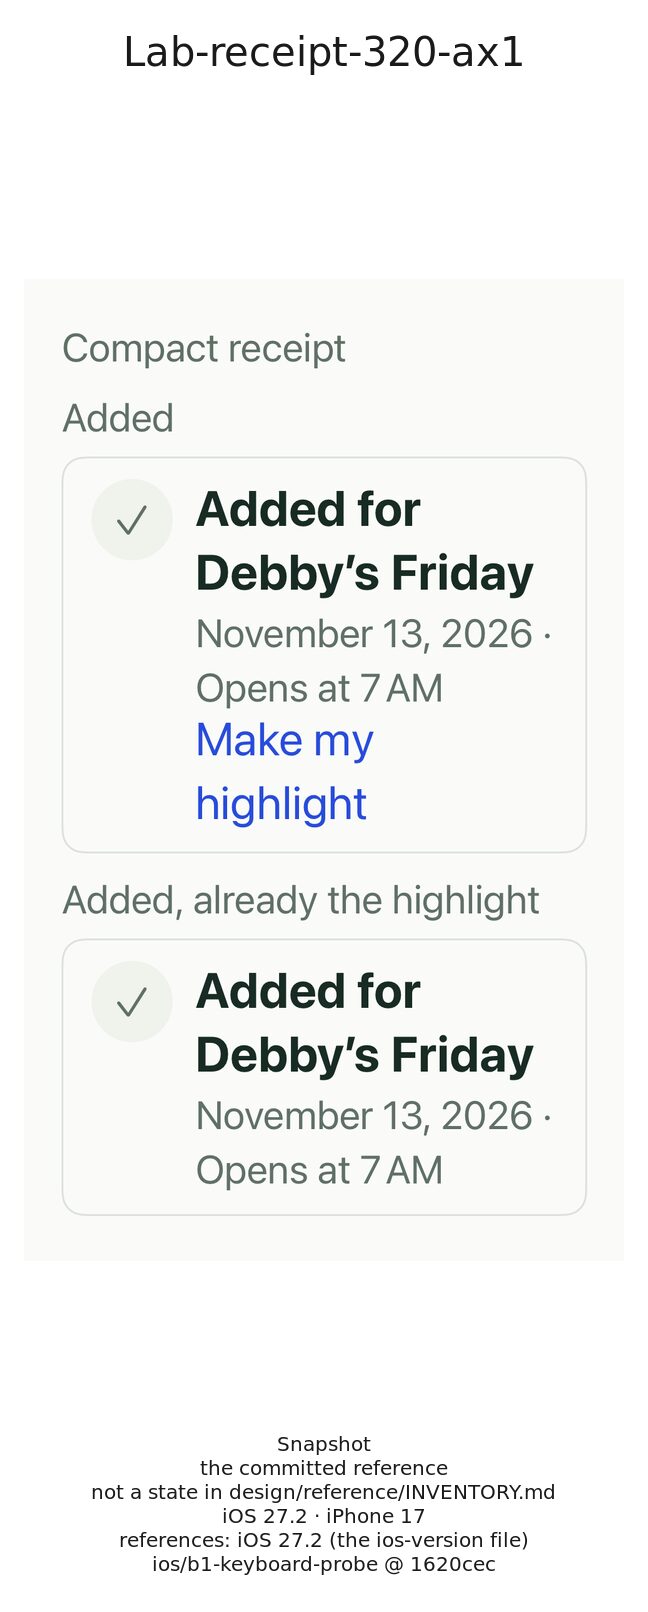 Lab-receipt-320-ax1
Compact receipt
Added
Added for
Debby’s Friday
November 13, 2026 ·
Opens at 7 AM
Make my
highlight
Added, already the highlight
Added for
Debby’s Friday
November 13, 2026 ·
Opens at 7 AM
Snapshot
the committed reference
not a state in design/reference/INVENTORY.md
iOS 27.2 · iPhone 17
references: iOS 27.2 (the ios-version file)
ios/b1-keyboard-probe @ 1620cec